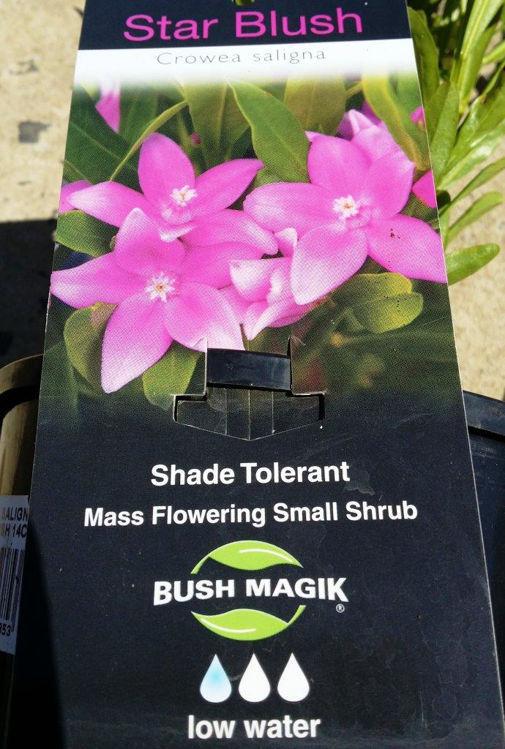 Star Blush
Crowea saligna
Shade Tolerant
Mass Flowering Small Shrub
BUSH MAGIK®
low water